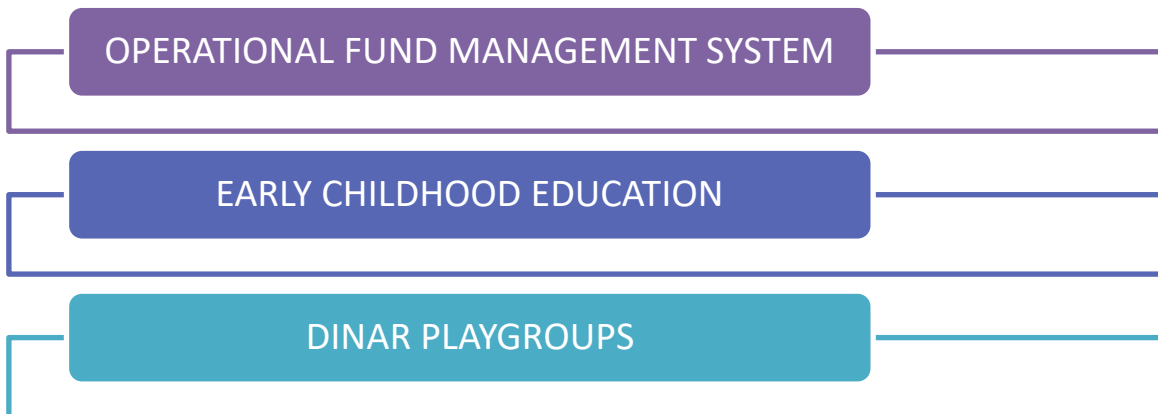 OPERATIONAL FUND MANAGEMENT SYSTEM
EARLY CHILDHOOD EDUCATION
DINAR PLAYGROUPS